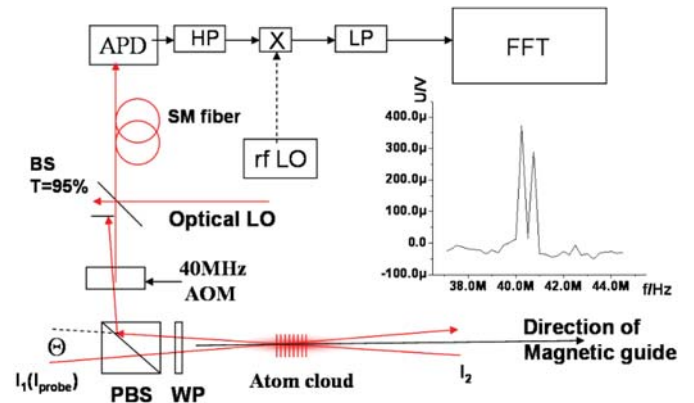 APD
HP
X
LP
FFT
SM fiber
rf LO
BS
T=95%
Optical LO
40MHz
AOM
u/V
400.0µ
300.0µ
200.0µ
100.0µ
0.0
-100.0µ
38.0M 40.0M 42.0M 44.0M f/Hz
Direction of
Magnetic guide
Θ
I1(Iprobe)
PBS
WP
Atom cloud
I2